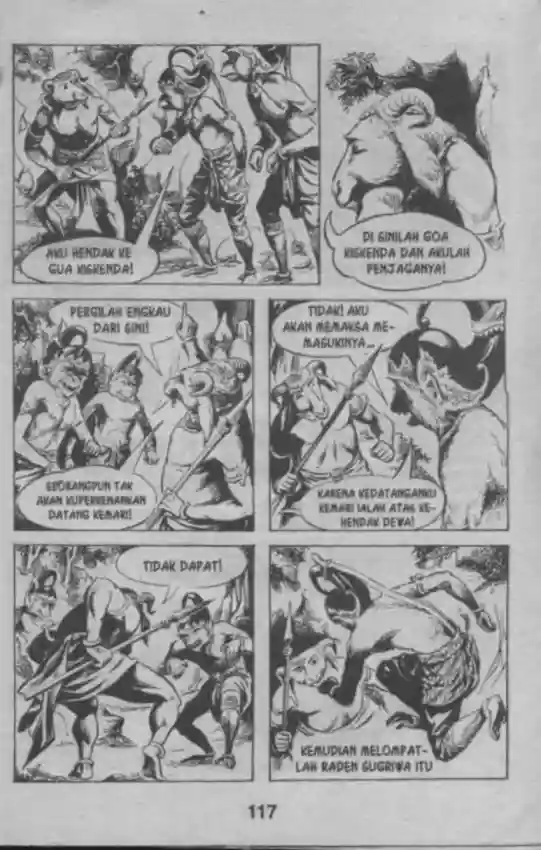 AKU HENDAK KE
GUA KISKENDA!
DI SINILAH GOA
KISKENDA DAN AKULAH
PENJAGANYA!
PERGILAH ENGKAU
DARI SINI!
SEORANGPUN TAK
AKAN KUPERKENANKAN
DATANG KEMARI!
TIDAK! AKU
AKAN MEMAKSA ME-
MASUKINYA...
KARENA KEDATANGANKU
KEMARI IALAH ATAS KE-
HENDAK DEWA!
TIDAK DAPAT!
KEMUDIAN MELOMPAT-
LAH RADEN SUGRIWA ITU
117